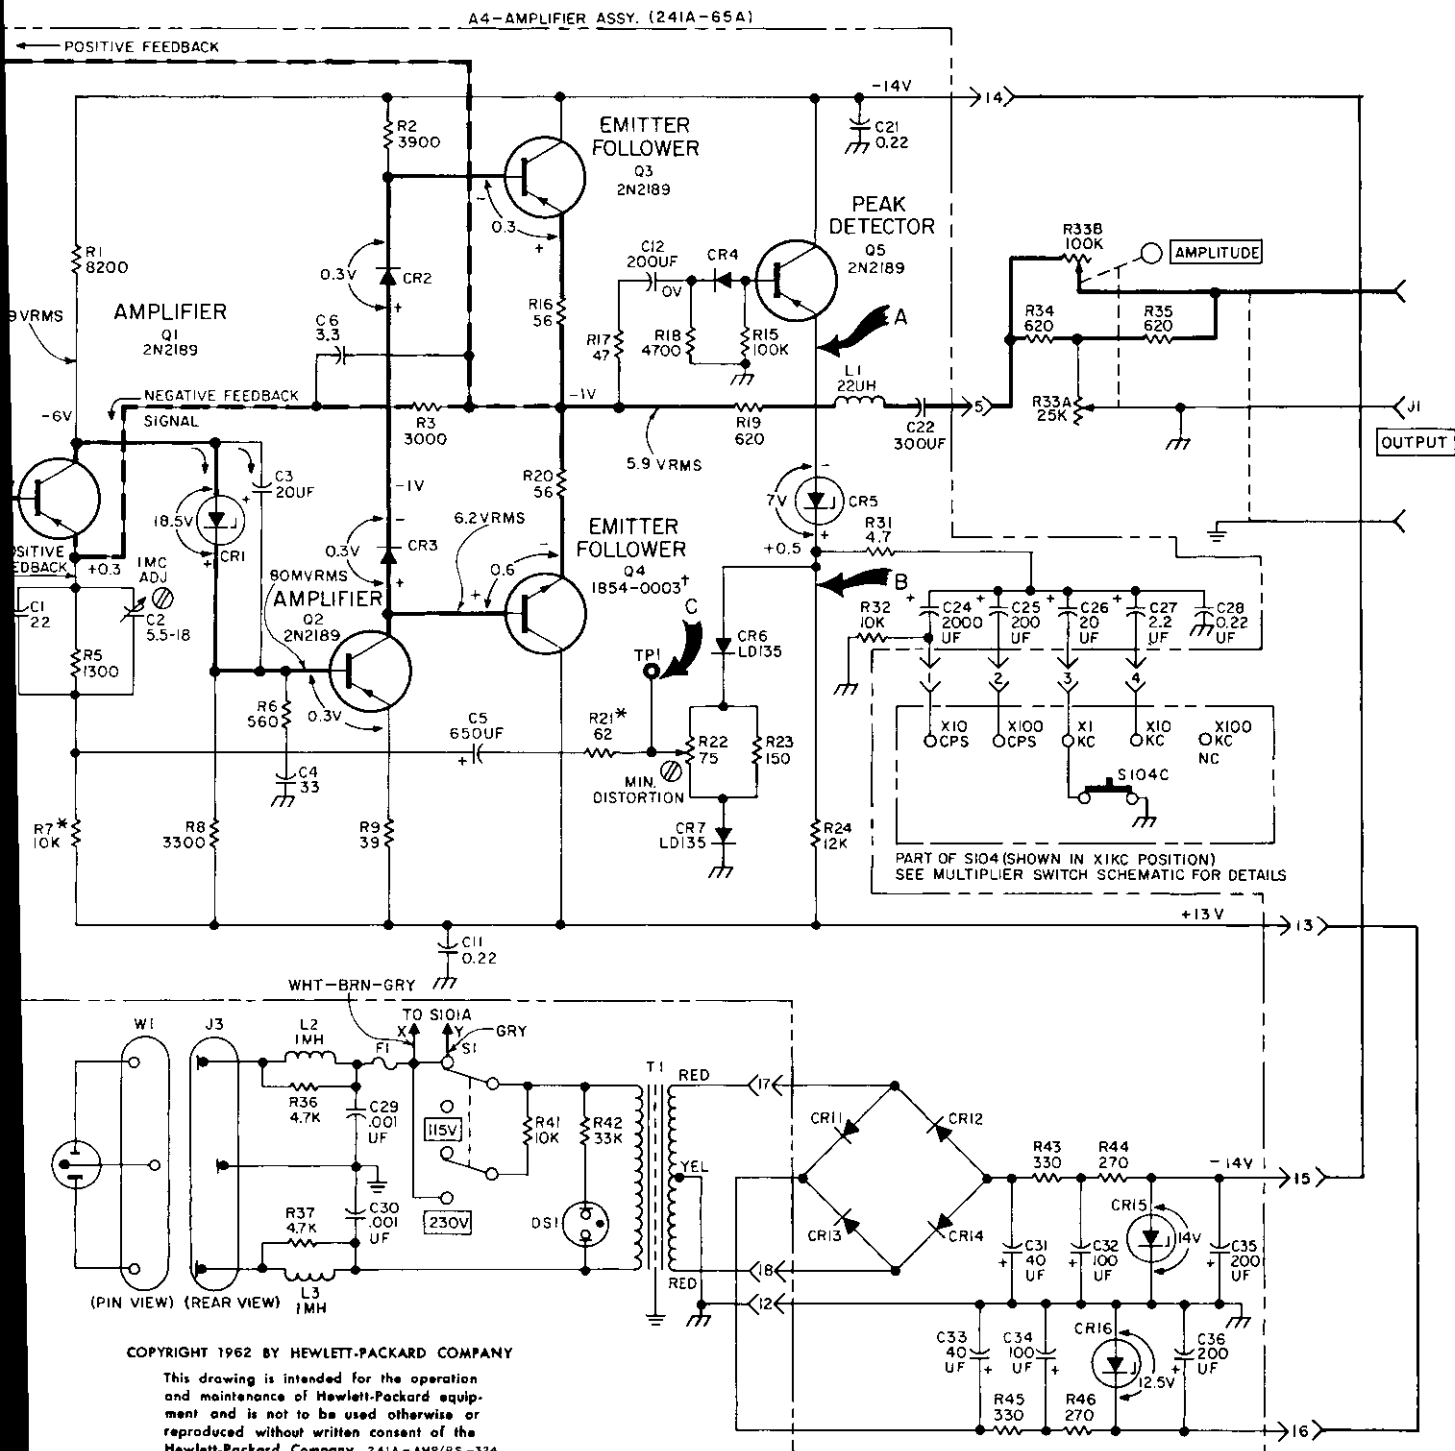 A4-AMPLIFIER ASSY. (241A-65A)
POSITIVE FEEDBACK
-14V
14
R2
3900
EMITTER
FOLLOWER
Q3
2N2189
C21
0.22
R1
8200
0.3
-
+
PEAK
DETECTOR
Q5
2N2189
R33B
100K
AMPLITUDE
0.3V
CR2
+
C12
200UF
0V
CR4
AMPLIFIER
Q1
2N2189
9VRMS
C6
3.3
R16
56
R17
47
R18
4700
R15
100K
A
R34
620
R35
620
L1
22UH
NEGATIVE FEEDBACK
SIGNAL
-6V
-1V
R3
3000
R19
620
C22
300UF
5
R33A
25K
J1
OUTPUT
5.9 VRMS
C3
20UF
+
-1V
R20
56
7V
-
+
CR5
18.5V
+
CR1
6.2VRMS
EMITTER
FOLLOWER
Q4
1854-0003†
-
0.3V
CR3
+
0.6
-
+
+0.5
R31
4.7
OSITIVE
EDBACK
+0.3
1MC
ADJ
80MVRMS
AMPLIFIER
Q2
2N2189
B
C
C1
22
C2
5.5-18
R5
1300
TP1
CR6
LD135
R32
10K
+
C24
2000
UF
+
C25
200
UF
+
C26
20
UF
+
C27
2.2
UF
C28
0.22
UF
1
2
3
4
R6
560
0.3V
C5
650UF
+
R21*
62
R22
75
R23
150
X10
CPS
X100
CPS
X1
KC
X10
KC
X100
KC
NC
S104C
C4
33
MIN.
DISTORTION
R7*
10K
R8
3300
R9
39
CR7
LD135
R24
12K
PART OF S104 (SHOWN IN X1KC POSITION)
SEE MULTIPLIER SWITCH SCHEMATIC FOR DETAILS
+13V
13
C11
0.22
WHT-BRN-GRY
TO S101A
X
Y
GRY
W1
J3
L2
1MH
F1
S1
T1
RED
17
R36
4.7K
C29
.001
UF
115V
R41
10K
R42
33K
CR11
CR12
YEL
R43
330
R44
270
-14V
15
R37
4.7K
C30
.001
UF
230V
DS1
CR13
CR14
CR15
14V
C31
40
UF
+
C32
100
UF
+
C35
200
UF
+
18
RED
(PIN VIEW) (REAR VIEW)
L3
1MH
12
C33
40
UF
+
C34
100
UF
+
CR16
12.5V
C36
200
UF
+
R45
330
R46
270
16
COPYRIGHT 1962 BY HEWLETT-PACKARD COMPANY
This drawing is intended for the operation
and maintenance of Hewlett-Packard equip-
ment and is not to be used otherwise or
reproduced without written consent of the
Hewlett-Packard Company.